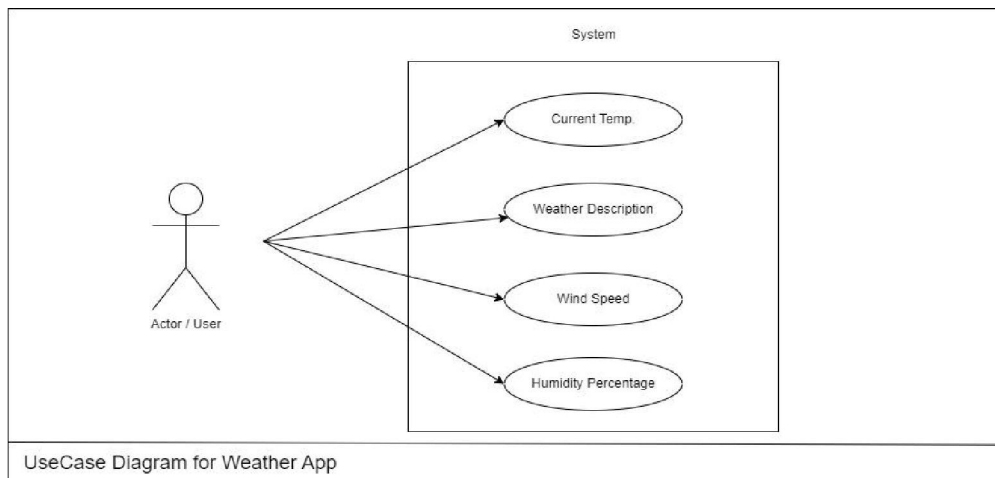 System
Current Temp.
Weather Description
Wind Speed
Humidity Percentage
Actor / User
UseCase Diagram for Weather App